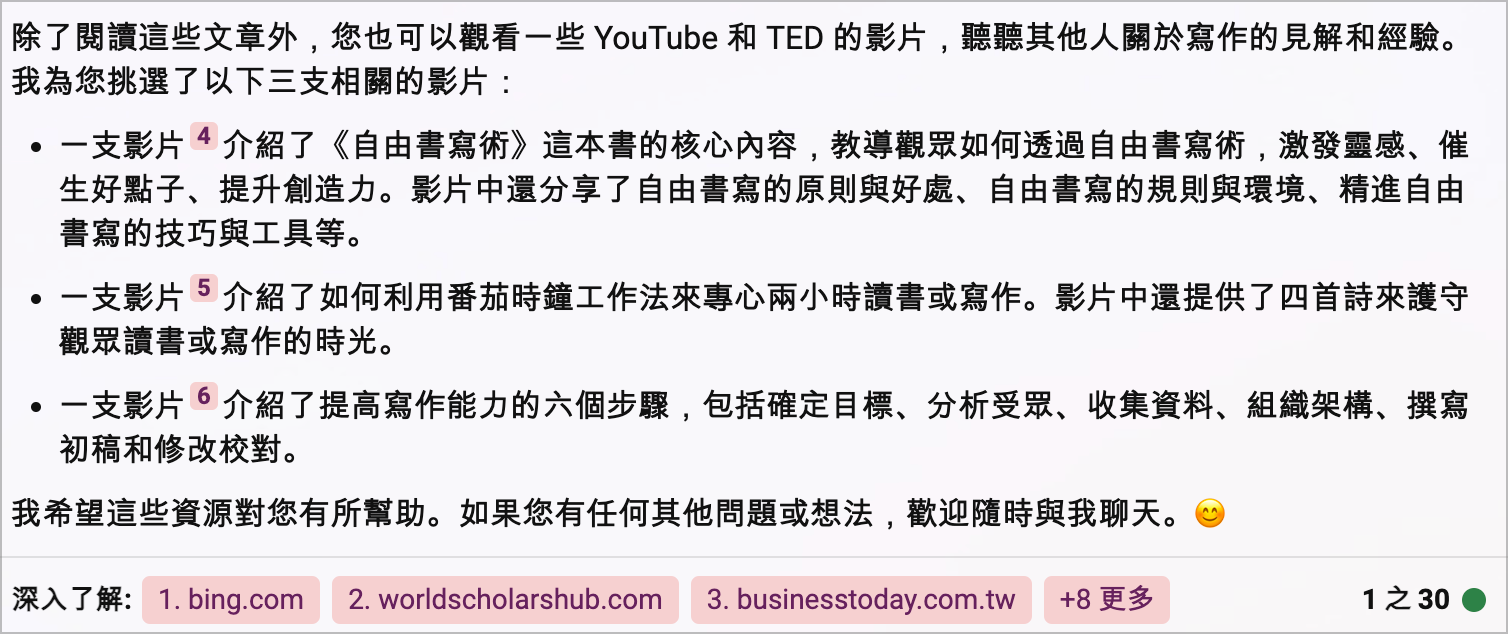 除了閱讀這些文章外，您也可以觀看一些 YouTube 和 TED 的影片，聽聽其他人關於寫作的見解和經驗。
我為您挑選了以下三支相關的影片：
• 一支影片 4 介紹了《自由書寫術》這本書的核心內容，教導觀眾如何透過自由書寫術，激發靈感、催
生好點子、提升創造力。影片中還分享了自由書寫的原則與好處、自由書寫的規則與環境、精進自由
書寫的技巧與工具等。
• 一支影片 5 介紹了如何利用番茄時鐘工作法來專心兩小時讀書或寫作。影片中還提供了四首詩來護守
觀眾讀書或寫作的時光。
• 一支影片 6 介紹了提高寫作能力的六個步驟，包括確定目標、分析受眾、收集資料、組織架構、撰寫
初稿和修改校對。
我希望這些資源對您有所幫助。如果您有任何其他問題或想法，歡迎隨時與我聊天。😊
深入了解: 1. bing.com 2. worldscholarshub.com 3. businesstoday.com.tw +8 更多 1 之 30